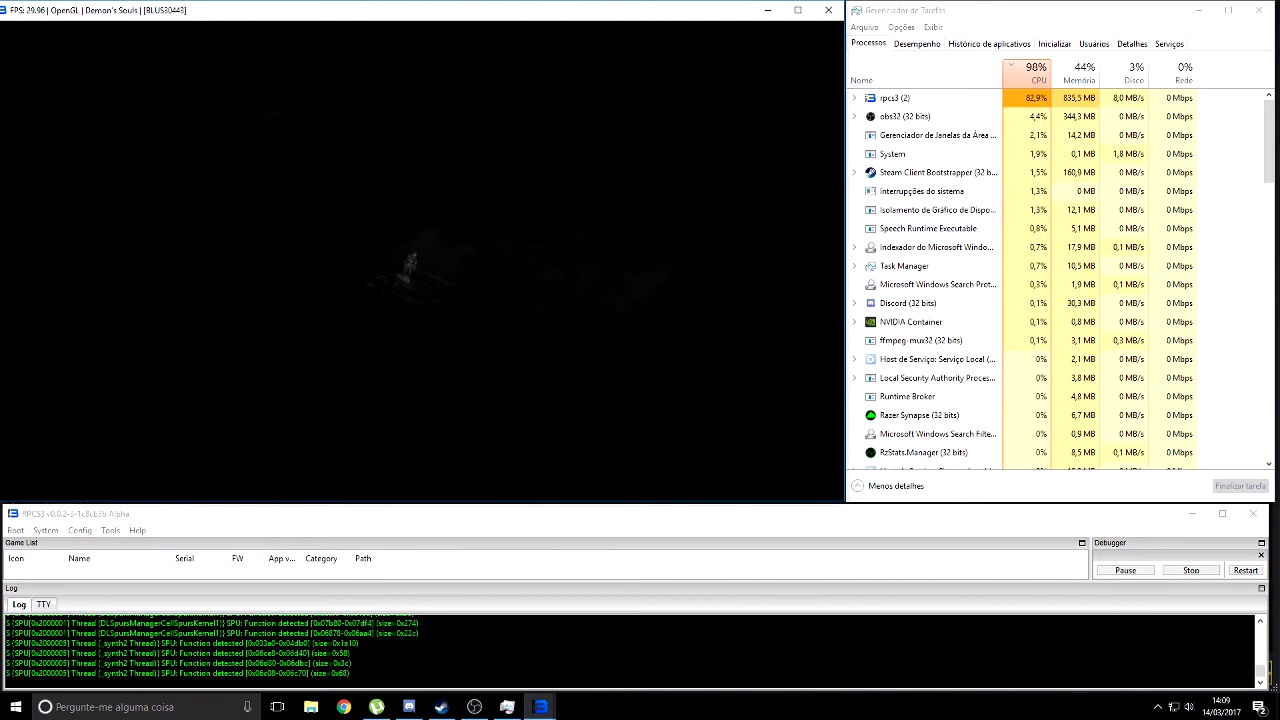 FPS: 29.96 | OpenGL | Demon's Souls | [BLUS30443]
Gerenciador de Tarefas
Arquivo Opções Exibir
Processos Desempenho Histórico de aplicativos Inicializar Usuários Detalhes Serviços
98% 44% 3% 0%
Nome CPU Memória Disco Rede
rpcs3 (2) 82,9% 835,5 MB 8,0 MB/s 0 Mbps
obs32 (32 bits) 4,4% 344,3 MB 0 MB/s 0 Mbps
Gerenciador de Janelas da Área ... 2,1% 14,2 MB 0 MB/s 0 Mbps
System 1,9% 0,1 MB 1,8 MB/s 0 Mbps
Steam Client Bootstrapper (32 b... 1,5% 160,9 MB 0 MB/s 0 Mbps
Interrupções do sistema 1,3% 0 MB 0 MB/s 0 Mbps
Isolamento de Gráfico de Dispo... 1,3% 12,1 MB 0 MB/s 0 Mbps
Speech Runtime Executable 0,8% 5,1 MB 0 MB/s 0 Mbps
Indexador do Microsoft Windo... 0,7% 17,9 MB 0,1 MB/s 0 Mbps
Task Manager 0,7% 10,5 MB 0 MB/s 0 Mbps
Microsoft Windows Search Prot... 0,3% 1,9 MB 0,1 MB/s 0 Mbps
Discord (32 bits) 0,1% 30,3 MB 0 MB/s 0 Mbps
NVIDIA Container 0,1% 0,8 MB 0 MB/s 0 Mbps
ffmpeg-mux32 (32 bits) 0,1% 3,1 MB 0,3 MB/s 0 Mbps
Host de Serviço: Serviço Local (... 0% 2,1 MB 0 MB/s 0 Mbps
Local Security Authority Proces... 0% 3,8 MB 0 MB/s 0 Mbps
Runtime Broker 0% 4,8 MB 0 MB/s 0 Mbps
Razer Synapse (32 bits) 0% 6,7 MB 0 MB/s 0 Mbps
Microsoft Windows Search Filte... 0% 0,9 MB 0 MB/s 0 Mbps
RzStats.Manager (32 bits) 0% 8,5 MB 0,1 MB/s 0 Mbps
Menos detalhes Finalizar tarefa
RPCS3 v0.0.2-3-1c8cb3b Alpha
Boot System Config Tools Help
Game List Debugger
Icon Name Serial FW App v... Category Path
Pause Stop Restart
Log
Log TTY
S {SPU[0x2000001] Thread (DLSpursManagerCellSpursKernel1)} SPU: Function detected [0x07b80-0x07df4] (size=0x274)
S {SPU[0x2000001] Thread (DLSpursManagerCellSpursKernel1)} SPU: Function detected [0x06878-0x06aa4] (size=0x22c)
S {SPU[0x2000005] Thread (_synth2 Thread)} SPU: Function detected [0x033a0-0x04db0] (size=0x1a10)
S {SPU[0x2000005] Thread (_synth2 Thread)} SPU: Function detected [0x06ce8-0x06d40] (size=0x58)
S {SPU[0x2000005] Thread (_synth2 Thread)} SPU: Function detected [0x06d80-0x06dbc] (size=0x3c)
S {SPU[0x2000005] Thread (_synth2 Thread)} SPU: Function detected [0x06c08-0x06c70] (size=0x68)
Pergunte-me alguma coisa
14:09
14/03/2017
2